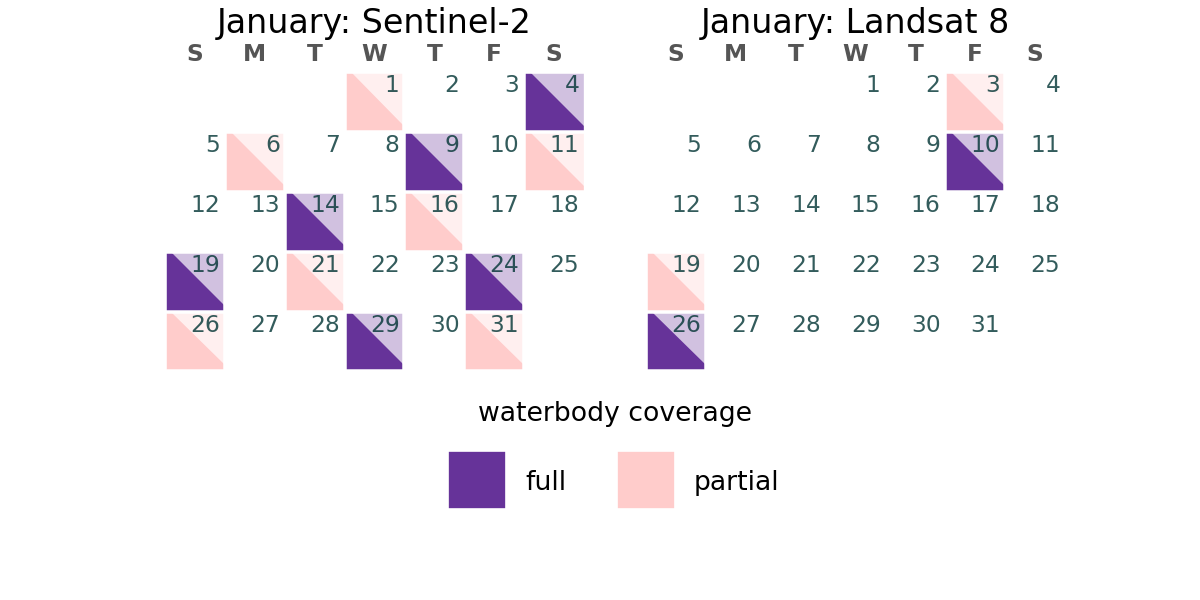 January: Sentinel-2
S M T W T F S
1 2 3 4
5 6 7 8 9 10 11
12 13 14 15 16 17 18
19 20 21 22 23 24 25
26 27 28 29 30 31
January: Landsat 8
S M T W T F S
1 2 3 4
5 6 7 8 9 10 11
12 13 14 15 16 17 18
19 20 21 22 23 24 25
26 27 28 29 30 31
waterbody coverage
full
partial